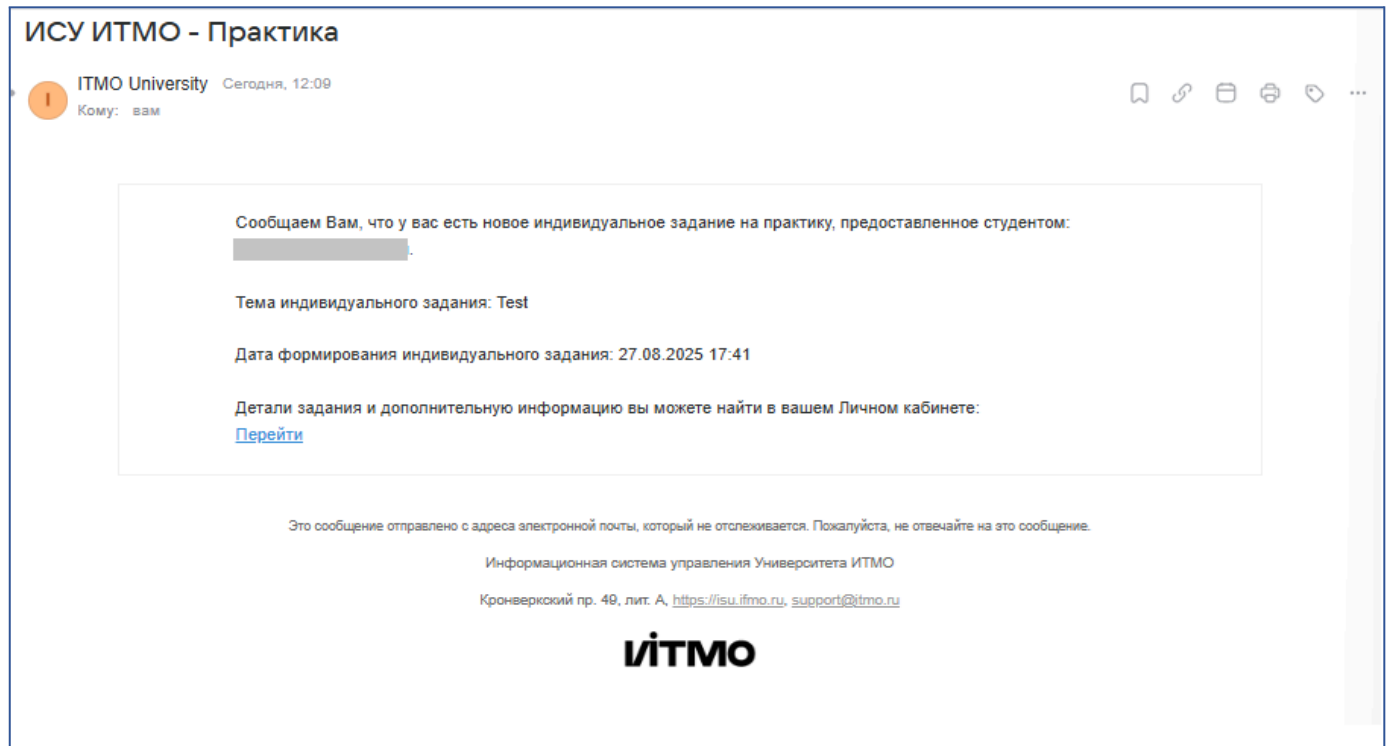 ИСУ ИТМО - Практика
ITMO University Сегодня, 12:09
I
Кому: вам
Сообщаем Вам, что у вас есть новое индивидуальное задание на практику, предоставленное студентом:
.
Тема индивидуального задания: Test
Дата формирования индивидуального задания: 27.08.2025 17:41
Детали задания и дополнительную информацию вы можете найти в вашем Личном кабинете:
Перейти
Это сообщение отправлено с адреса электронной почты, который не отслеживается. Пожалуйста, не отвечайте на это сообщение.
Информационная система управления Университета ИТМО
Кронверкский пр. 49, лит. А, https://isu.ifmo.ru, support@itmo.ru
ИTMO